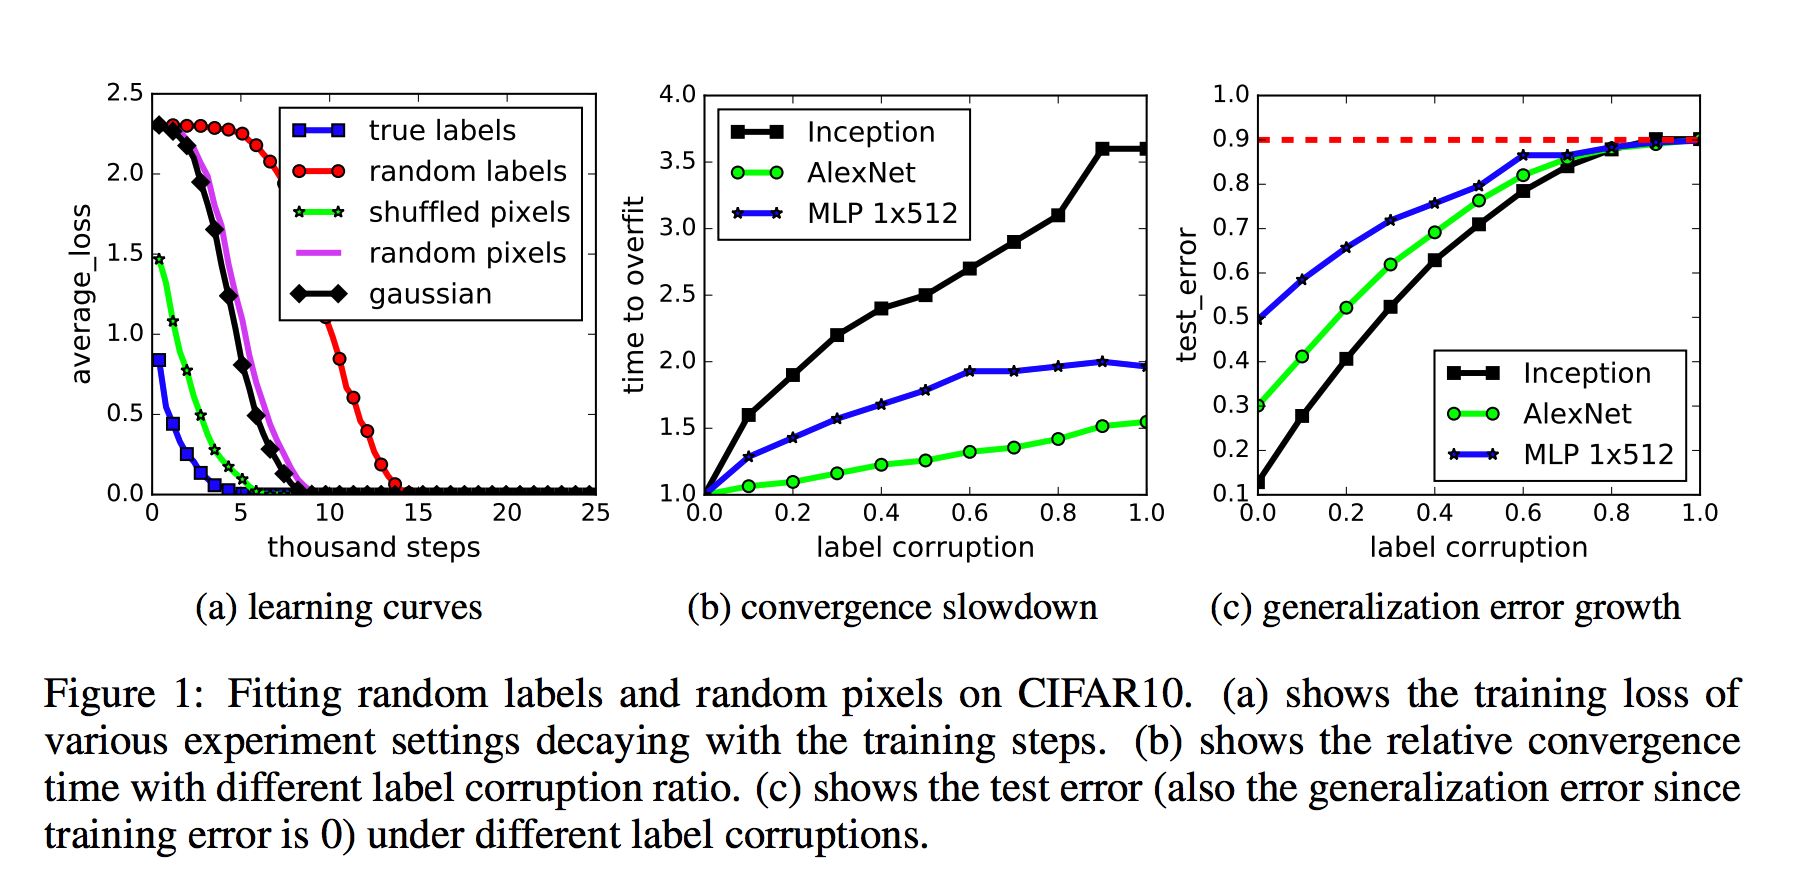 2.5
2.0
1.5
1.0
0.5
0.0
average_loss
true labels
random labels
shuffled pixels
random pixels
gaussian
0 5 10 15 20 25
thousand steps
(a) learning curves
4.0
3.5
3.0
2.5
2.0
1.5
1.0
time to overfit
Inception
AlexNet
MLP 1x512
0.0 0.2 0.4 0.6 0.8 1.0
label corruption
(b) convergence slowdown
1.0
0.9
0.8
0.7
0.6
0.5
0.4
0.3
0.2
0.1
test_error
Inception
AlexNet
MLP 1x512
0.0 0.2 0.4 0.6 0.8 1.0
label corruption
(c) generalization error growth
Figure 1: Fitting random labels and random pixels on CIFAR10. (a) shows the training loss of
various experiment settings decaying with the training steps. (b) shows the relative convergence
time with different label corruption ratio. (c) shows the test error (also the generalization error since
training error is 0) under different label corruptions.